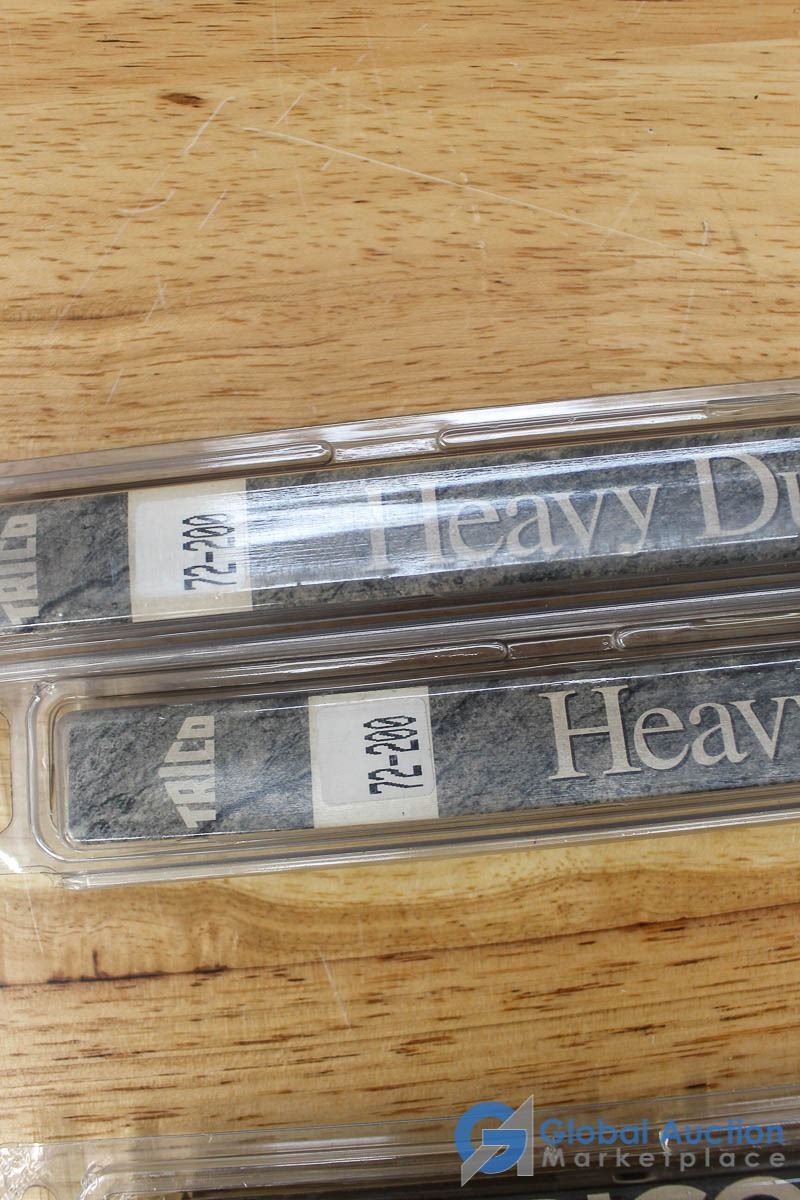 TRICO
72-200
Heavy Du
TRICO
72-200
Heavy
Global Auction
Marketplace